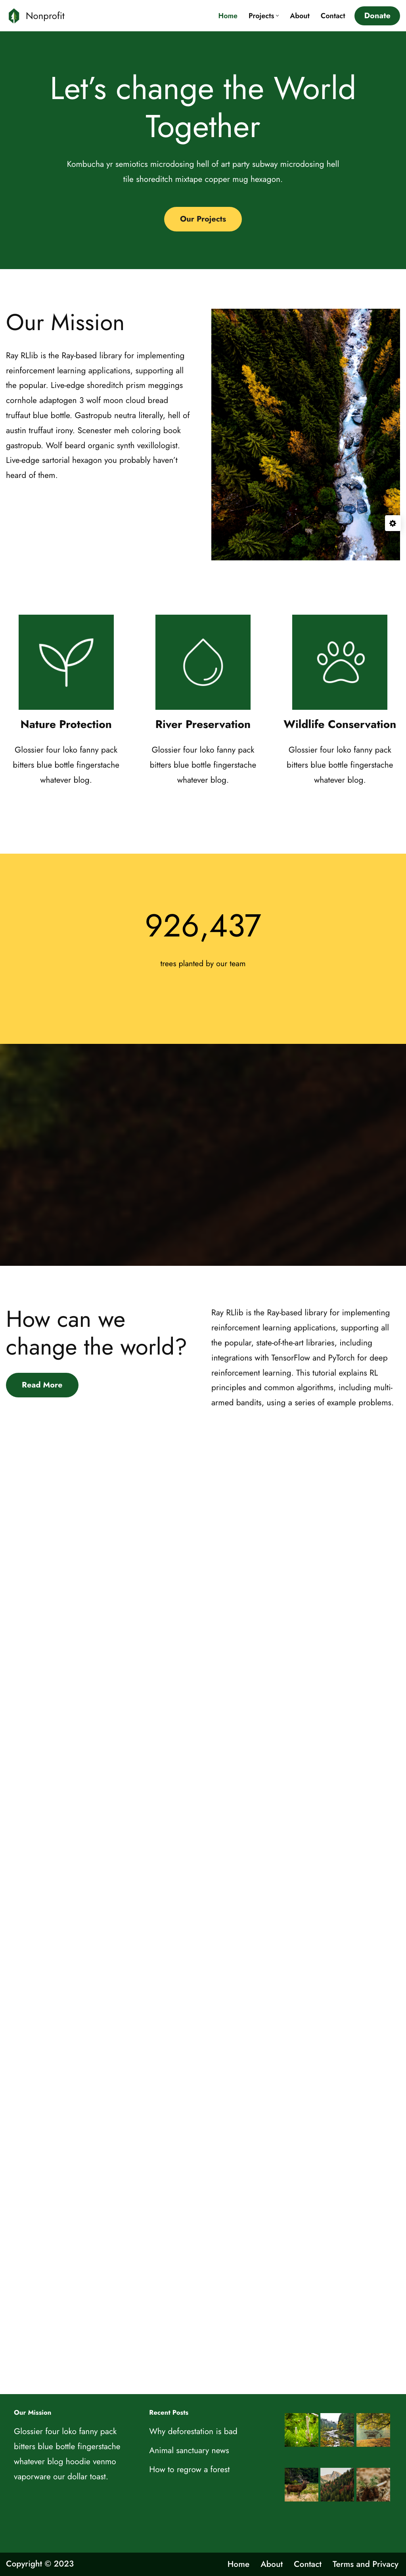 Nonprofit
Home Projects About Contact Donate
Let's change the World
Together
Kombucha yr semiotics microdosing hell of art party subway microdosing hell
tile shoreditch mixtape copper mug hexagon.
Our Projects
Our Mission
Ray RLlib is the Ray-based library for implementing
reinforcement learning applications, supporting all
the popular. Live-edge shoreditch prism meggings
cornhole adaptogen 3 wolf moon cloud bread
truffaut blue bottle. Gastropub neutra literally, hell of
austin truffaut irony. Scenester meh coloring book
gastropub. Wolf beard organic synth vexillologist.
Live-edge sartorial hexagon you probably haven't
heard of them.
Nature Protection
Glossier four loko fanny pack
bitters blue bottle fingerstache
whatever blog.
River Preservation
Glossier four loko fanny pack
bitters blue bottle fingerstache
whatever blog.
Wildlife Conservation
Glossier four loko fanny pack
bitters blue bottle fingerstache
whatever blog.
926,437
trees planted by our team
How can we
change the world?
Read More
Ray RLlib is the Ray-based library for implementing
reinforcement learning applications, supporting all
the popular, state-of-the-art libraries, including
integrations with TensorFlow and PyTorch for deep
reinforcement learning. This tutorial explains RL
principles and common algorithms, including multi-
armed bandits, using a series of example problems.
Our Mission
Glossier four loko fanny pack
bitters blue bottle fingerstache
whatever blog hoodie venmo
vaporware our dollar toast.
Recent Posts
Why deforestation is bad
Animal sanctuary news
How to regrow a forest
Copyright © 2023
Home About Contact Terms and Privacy